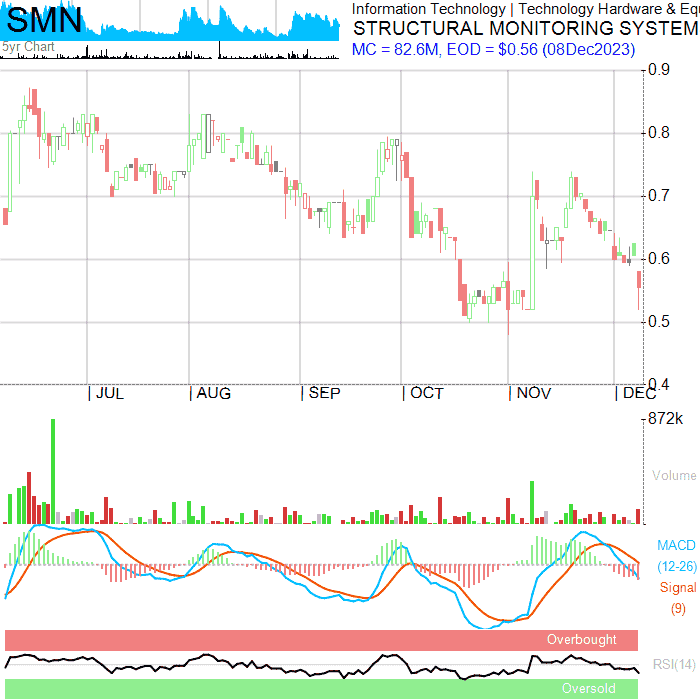 SMN
5yr Chart
Information Technology | Technology Hardware & Equ
STRUCTURAL MONITORING SYSTEM
MC = 82.6M, EOD = $0.56 (08Dec2023)
0.9
0.8
0.7
0.6
0.5
0.4
JUL AUG SEP OCT NOV DEC
872k
Volume
MACD
(12-26)
Signal
(9)
Overbought
RSI(14)
Oversold